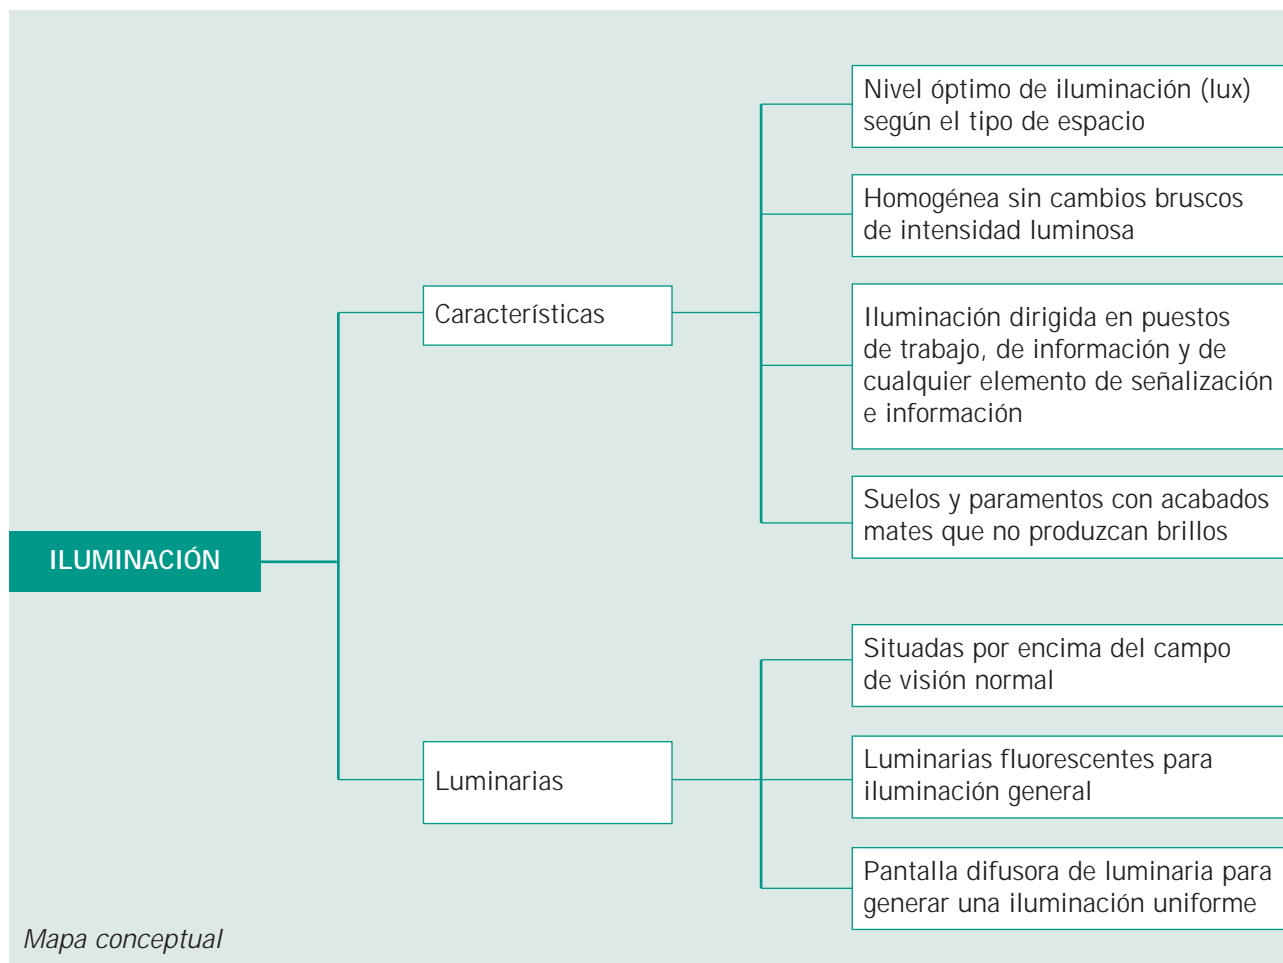 ILUMINACIÓN
Características
Nivel óptimo de iluminación (lux)
según el tipo de espacio
Homogénea sin cambios bruscos
de intensidad luminosa
Iluminación dirigida en puestos
de trabajo, de información y de
cualquier elemento de señalización
e información
Suelos y paramentos con acabados
mates que no produzcan brillos
Luminarias
Situadas por encima del campo
de visión normal
Luminarias fluorescentes para
iluminación general
Pantalla difusora de luminaria para
generar una iluminación uniforme
Mapa conceptual